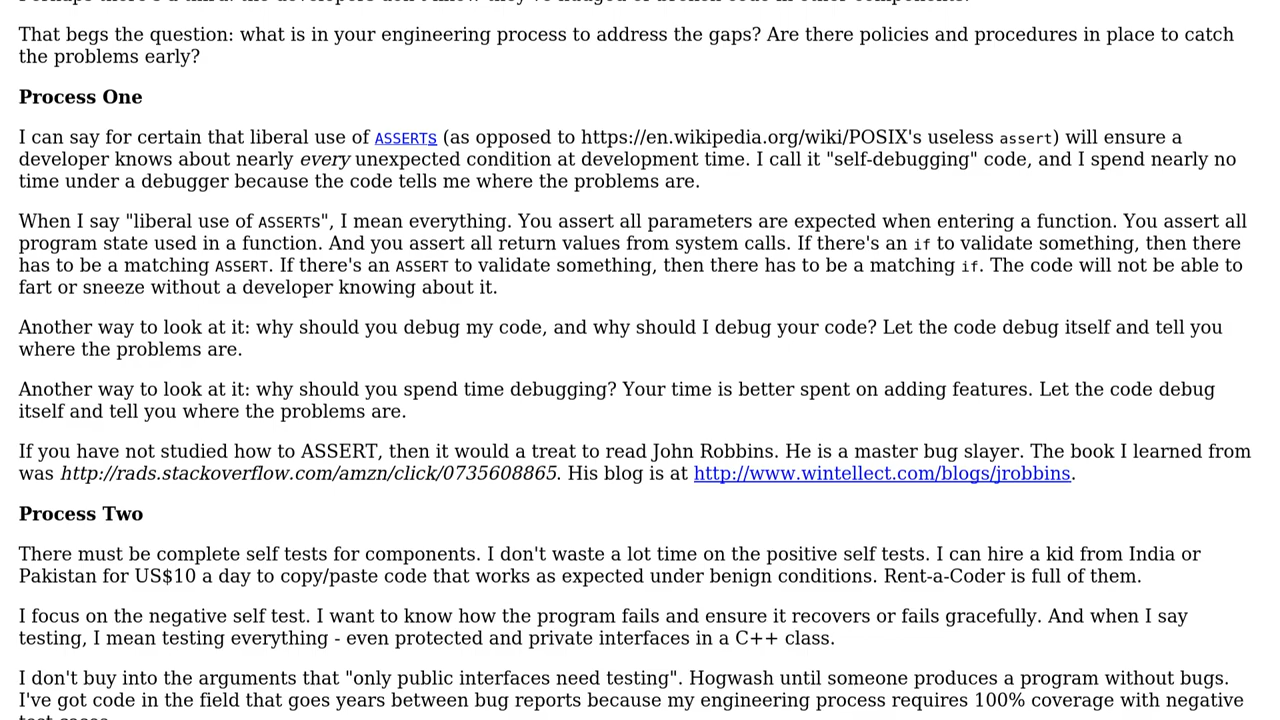 That begs the question: what is in your engineering process to address the gaps? Are there policies and procedures in place to catch
the problems early?
Process One
I can say for certain that liberal use of ASSERTS (as opposed to https://en.wikipedia.org/wiki/POSIX's useless assert) will ensure a
developer knows about nearly every unexpected condition at development time. I call it "self-debugging" code, and I spend nearly no
time under a debugger because the code tells me where the problems are.
When I say "liberal use of ASSERTs", I mean everything. You assert all parameters are expected when entering a function. You assert all
program state used in a function. And you assert all return values from system calls. If there's an if to validate something, then there
has to be a matching ASSERT. If there's an ASSERT to validate something, then there has to be a matching if. The code will not be able to
fart or sneeze without a developer knowing about it.
Another way to look at it: why should you debug my code, and why should I debug your code? Let the code debug itself and tell you
where the problems are.
Another way to look at it: why should you spend time debugging? Your time is better spent on adding features. Let the code debug
itself and tell you where the problems are.
If you have not studied how to ASSERT, then it would a treat to read John Robbins. He is a master bug slayer. The book I learned from
was http://rads.stackoverflow.com/amzn/click/0735608865. His blog is at http://www.wintellect.com/blogs/jrobbins.
Process Two
There must be complete self tests for components. I don't waste a lot time on the positive self tests. I can hire a kid from India or
Pakistan for US$10 a day to copy/paste code that works as expected under benign conditions. Rent-a-Coder is full of them.
I focus on the negative self test. I want to know how the program fails and ensure it recovers or fails gracefully. And when I say
testing, I mean testing everything - even protected and private interfaces in a C++ class.
I don't buy into the arguments that "only public interfaces need testing". Hogwash until someone produces a program without bugs.
I've got code in the field that goes years between bug reports because my engineering process requires 100% coverage with negative